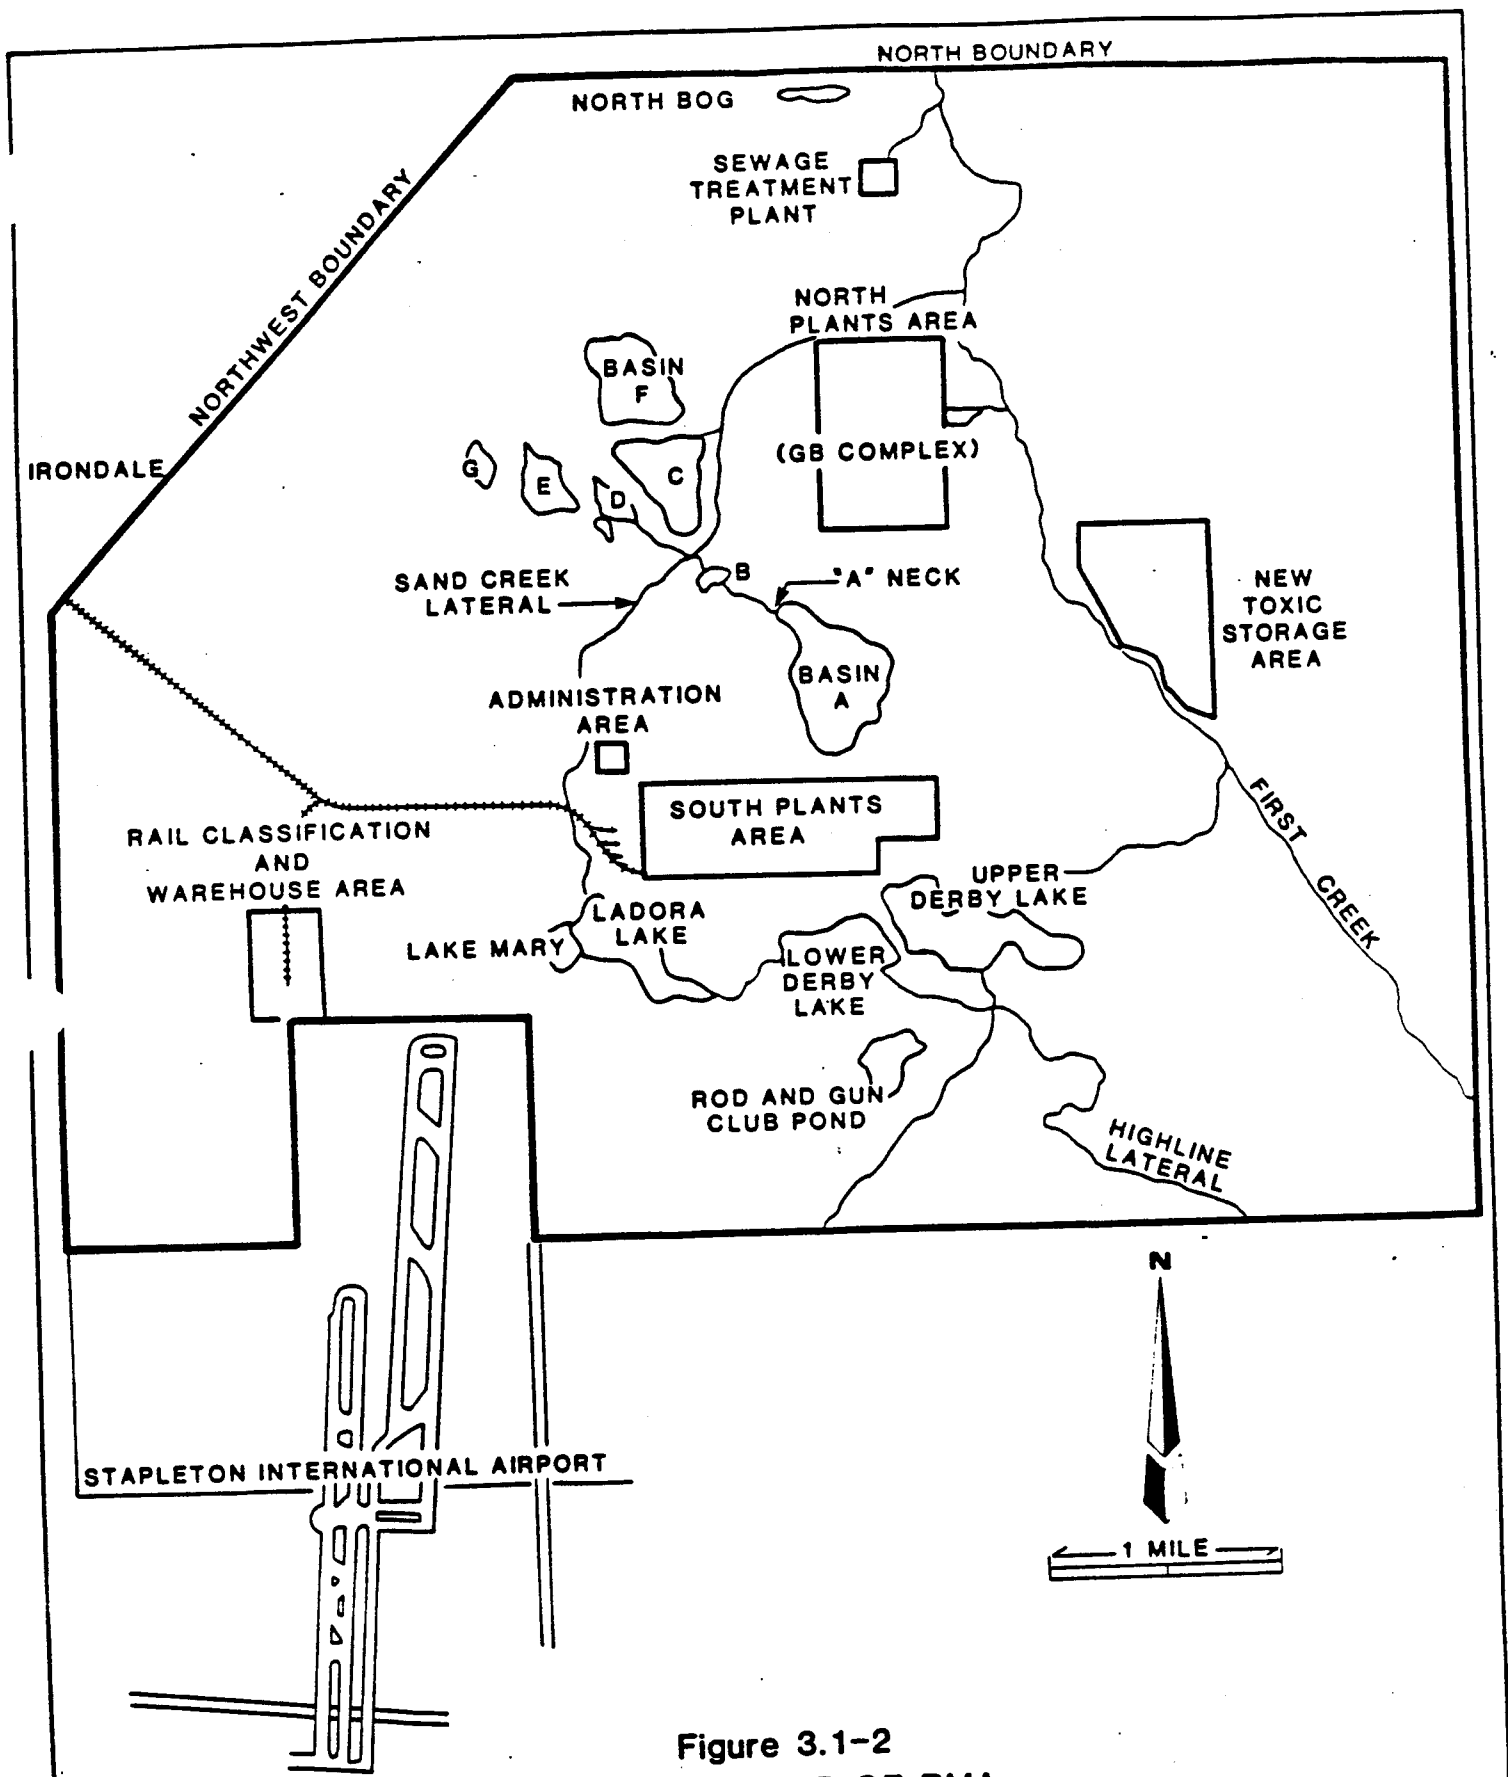 NORTH BOUNDARY
NORTH BOG
SEWAGE
TREATMENT
PLANT
NORTHWEST BOUNDARY
NORTH
PLANTS AREA
BASIN
F
IRONDALE
G
E
D
C
(GB COMPLEX)
SAND CREEK
LATERAL
B
"A" NECK
NEW
TOXIC
STORAGE
AREA
BASIN
A
ADMINISTRATION
AREA
SOUTH PLANTS
AREA
RAIL CLASSIFICATION
AND
WAREHOUSE AREA
FIRST CREEK
UPPER
DERBY LAKE
LADORA
LAKE
LAKE MARY
LOWER
DERBY
LAKE
ROD AND GUN
CLUB POND
HIGHLINE
LATERAL
N
STAPLETON INTERNATIONAL AIRPORT
1 MILE
Figure 3.1-2